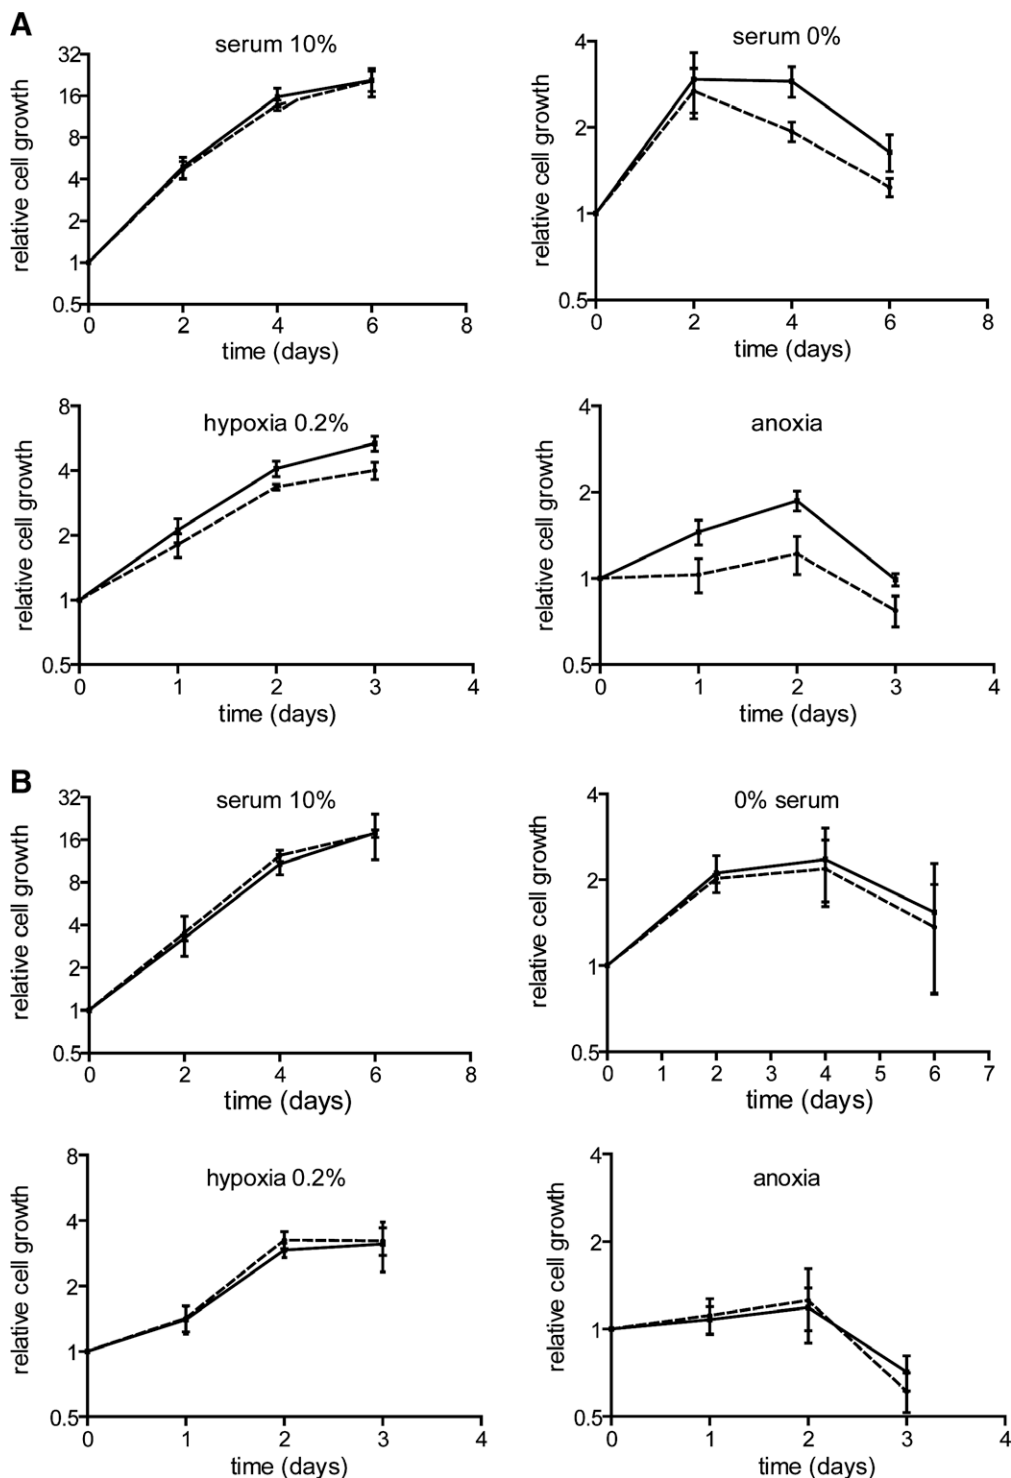 A
serum 10%
relative cell growth
32
16
8
4
2
1
0.5
0 2 4 6 8
time (days)
serum 0%
relative cell growth
4
2
1
0.5
0 2 4 6 8
time (days)
hypoxia 0.2%
relative cell growth
8
4
2
1
0.5
0 1 2 3 4
time (days)
anoxia
relative cell growth
4
2
1
0.5
0 1 2 3 4
time (days)
B
serum 10%
relative cell growth
32
16
8
4
2
1
0.5
0 2 4 6 8
time (days)
0% serum
relative cell growth
4
2
1
0.5
0 1 2 3 4 5 6 7
time (days)
hypoxia 0.2%
relative cell growth
8
4
2
1
0.5
0 1 2 3 4
time (days)
anoxia
relative cell growth
4
2
1
0.5
0 1 2 3 4
time (days)